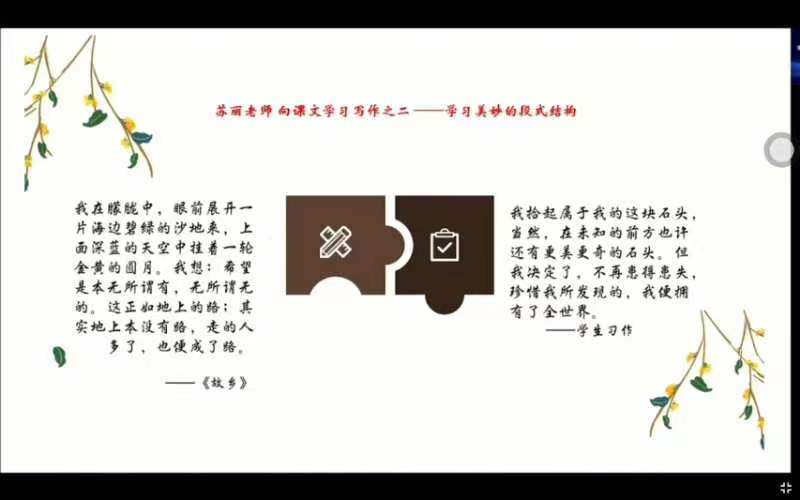 苏丽老师 向课文学习写作之二 ——学习美妙的段式结构
我在朦胧中，眼前展开一
片海边碧绿的沙地来，上
面深蓝的天空中挂着一轮
金黄的圆月。我想：希望
是本无所谓有，无所谓无
的。这正如地上的路；其
实地上本没有路，走的人
多了，也便成了路。
——《故乡》
我拾起属于我的这块石头，
当然，在未知的前方也许
还有更美更奇的石头。但
我决定了，不再患得患失，
珍惜我所发现的，我便拥
有了全世界。
——学生习作